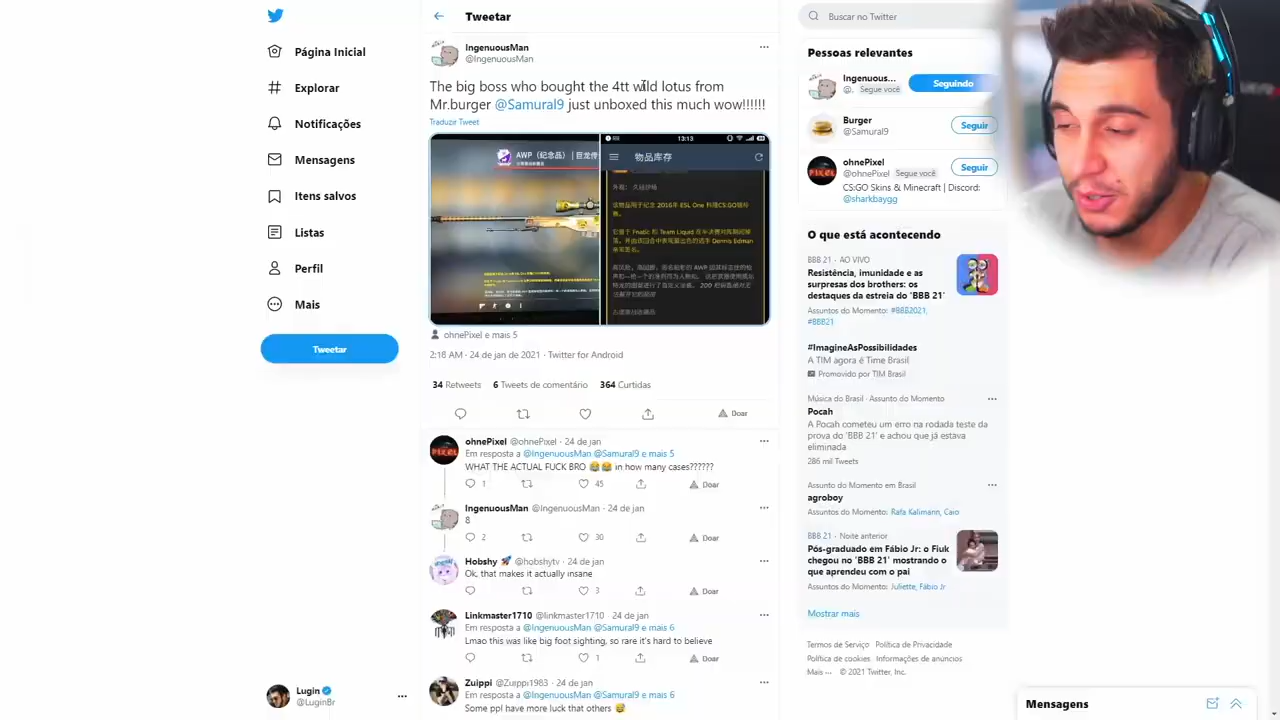 Tweetar
IngenuousMan
@IngenuousMan
The big boss who bought the 4tt wild lotus from
Mr.burger @Samural9 just unboxed this much wow!!!!!!
Traduzir Tweet
AWP（纪念品） | 巨龙传
13:13
物品库存
外观： 久经沙场
ohnePixel e mais 5
2:18 AM · 24 de jan de 2021 · Twitter for Android
34 Retweets 6 Tweets de comentário 364 Curtidas
Doar
ohnePixel @ohnePixel · 24 de jan
Em resposta a @IngenuousMan @Samural9 e mais 5
WHAT THE ACTUAL FUCK BRO 😂😂 in how many cases??????
1 45 Doar
IngenuousMan @IngenuousMan · 24 de jan
8
2 30 Doar
Hobshy 🚀 @hobshytv · 24 de jan
Ok, that makes it actually insane
3 Doar
Linkmaster1710 @linkmaster1710 · 24 de jan
Em resposta a @IngenuousMan @Samural9 e mais 6
Lmao this was like big foot sighting, so rare it's hard to believe
1 Doar
Zuippi @Zuippi1983 · 24 de jan
Em resposta a @IngenuousMan @Samural9 e mais 6
Some ppl have more luck that others 😅
Página Inicial
Explorar
Notificações
Mensagens
Itens salvos
Listas
Perfil
Mais
Tweetar
Lugin
@LuginBr
Buscar no Twitter
Pessoas relevantes
Ingenuous...
@. Segue você
Seguindo
Burger
@Samural9
Seguir
ohnePixel
@ohnePixel Segue você
Seguir
CS:GO Skins & Minecraft | Discord:
@sharkbaygg
O que está acontecendo
BBB 21 · AO VIVO
Resistência, imunidade e as
surpresas dos brothers: os
destaques da estreia do 'BBB 21'
Assuntos do Momento: #BBB2021,
#BBB21
#ImagineAsPossibilidades
A TIM agora é Time Brasil
Promovido por TIM Brasil
Música do Brasil · Assunto do Momento
Pocah
A Pocah cometeu um erro na rodada teste da
prova do 'BBB 21' e achou que já estava
eliminada
286 mil Tweets
Assunto do Momento em Brasil
agroboy
Assuntos do Momento: Rafa Kalimann, Caio
BBB 21 · Noite anterior
Pós-graduado em Fábio Jr: o Fiuk
chegou no 'BBB 21' mostrando o
que aprendeu com o pai
Assuntos do Momento: Juliette, Fábio Jr
Mostrar mais
Termos de Serviço Política de Privacidade
Política de cookies Informações de anúncios
Mais ··· © 2021 Twitter, Inc.
Mensagens